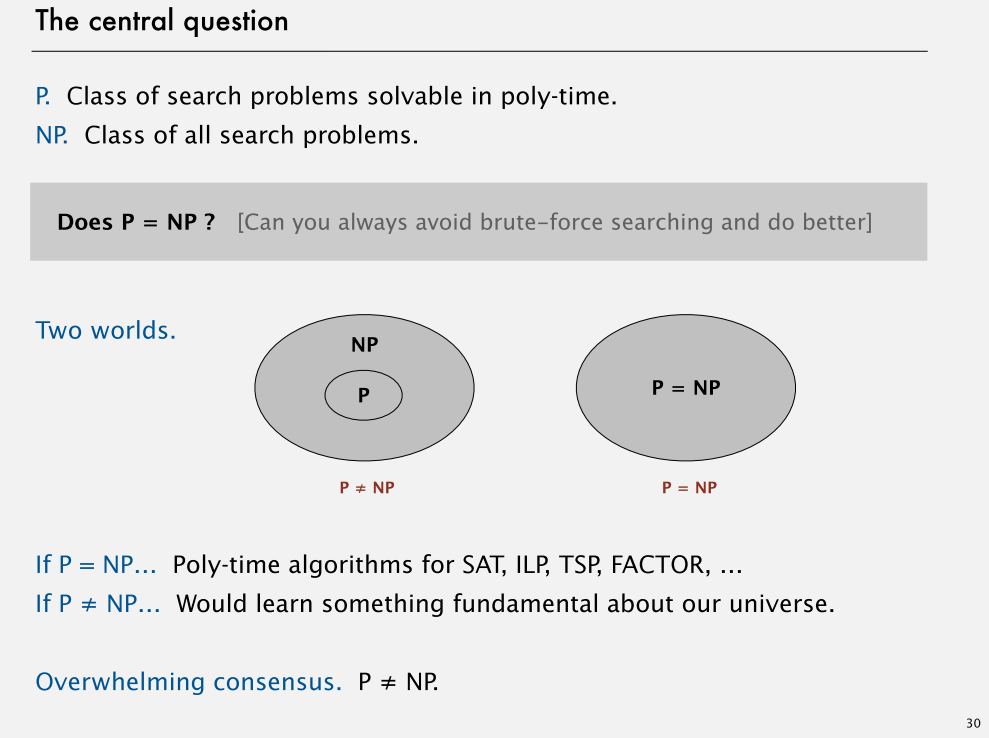 The central question
P. Class of search problems solvable in poly-time.
NP. Class of all search problems.
Does P = NP ? [Can you always avoid brute–force searching and do better]
Two worlds.
NP
P
P ≠ NP
P = NP
P = NP
If P = NP… Poly-time algorithms for SAT, ILP, TSP, FACTOR, …
If P ≠ NP… Would learn something fundamental about our universe.
Overwhelming consensus. P ≠ NP.
30